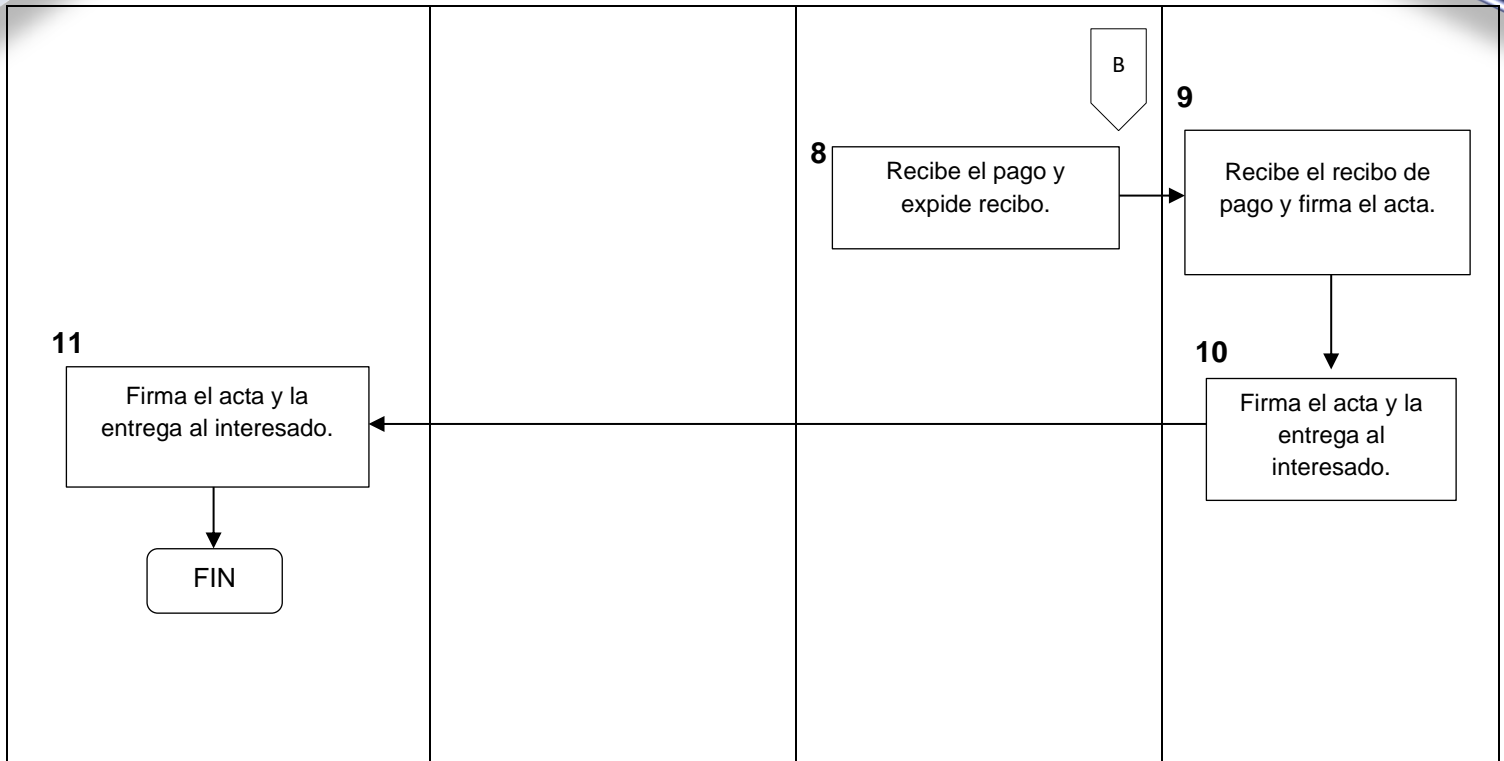 B
8
Recibe el pago y
expide recibo.
9
Recibe el recibo de
pago y firma el acta.
10
Firma el acta y la
entrega al
interesado.
11
Firma el acta y la
entrega al interesado.
FIN